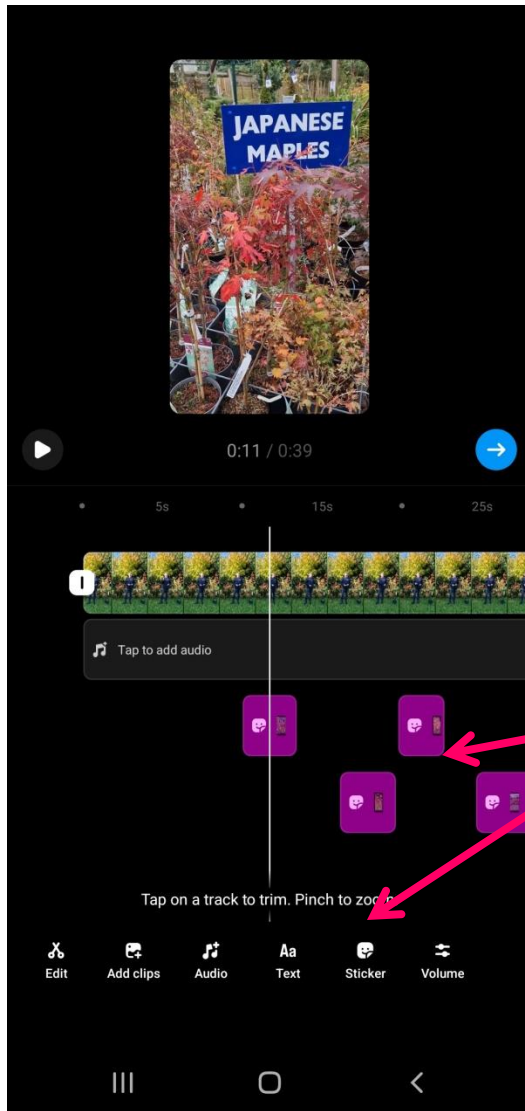 JAPANESE
MAPLES
0:11 / 0:39
5s 15s 25s
Tap to add audio
Tap on a track to trim. Pinch to
Edit Add clips Audio Aa Text Sticker Volume